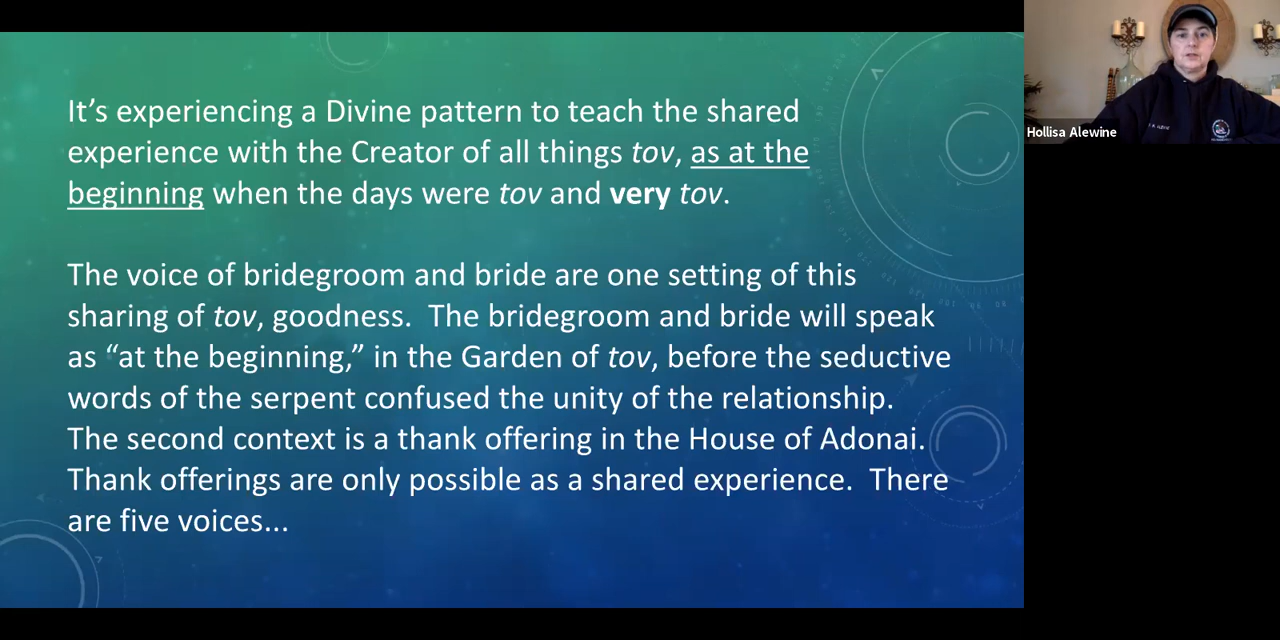 It’s experiencing a Divine pattern to teach the shared
experience with the Creator of all things tov, as at the
beginning when the days were tov and very tov.
The voice of bridegroom and bride are one setting of this
sharing of tov, goodness.  The bridegroom and bride will speak
as “at the beginning,” in the Garden of tov, before the seductive
words of the serpent confused the unity of the relationship.
The second context is a thank offering in the House of Adonai.
Thank offerings are only possible as a shared experience.  There
are five voices...
Hollisa Alewine